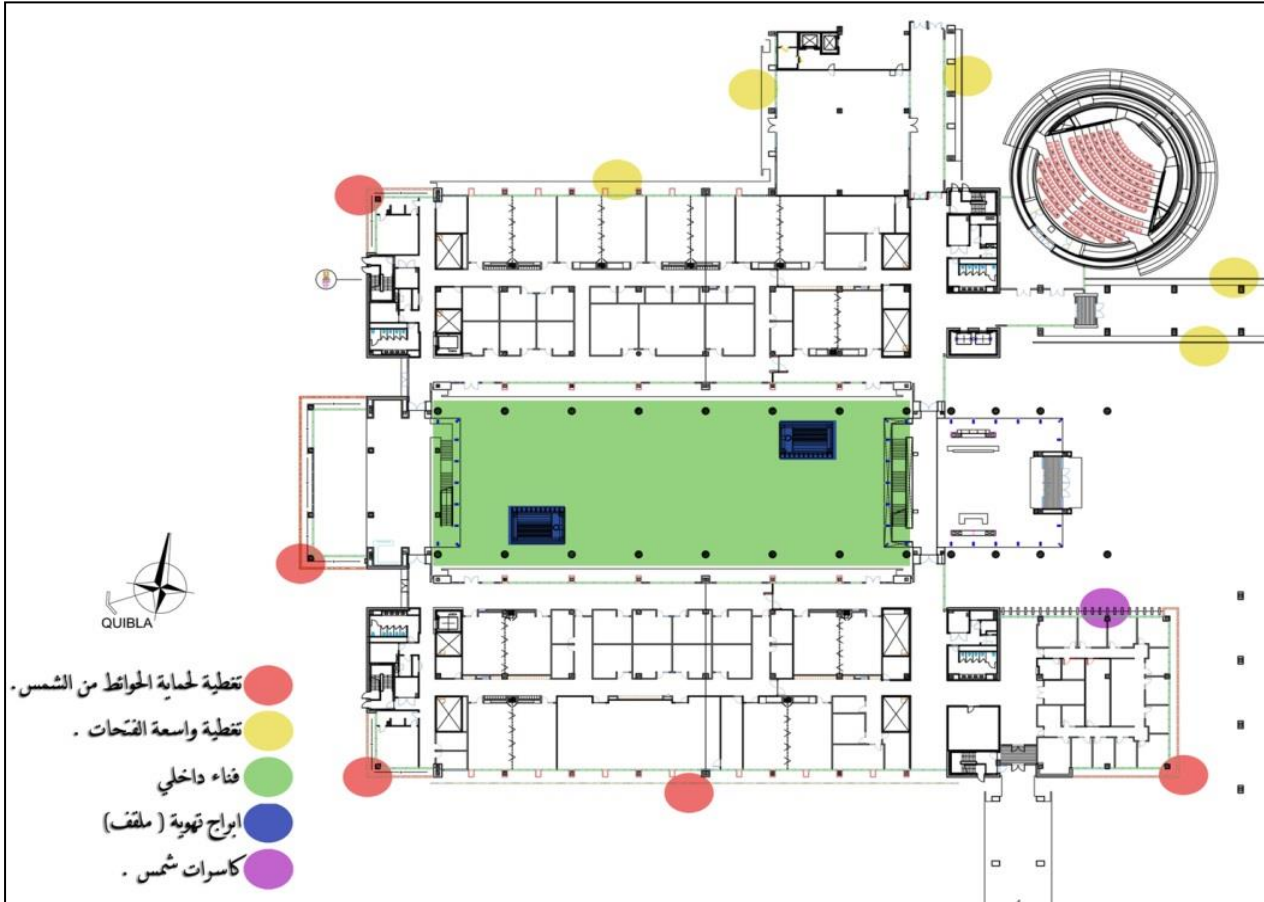 QUIBLA
تغطية لحماية الحوائط من الشمس.
تغطية واسعة الفتحات .
فناء داخلي
ابراج تهوية ( ملقف)
كاسرات شمس .